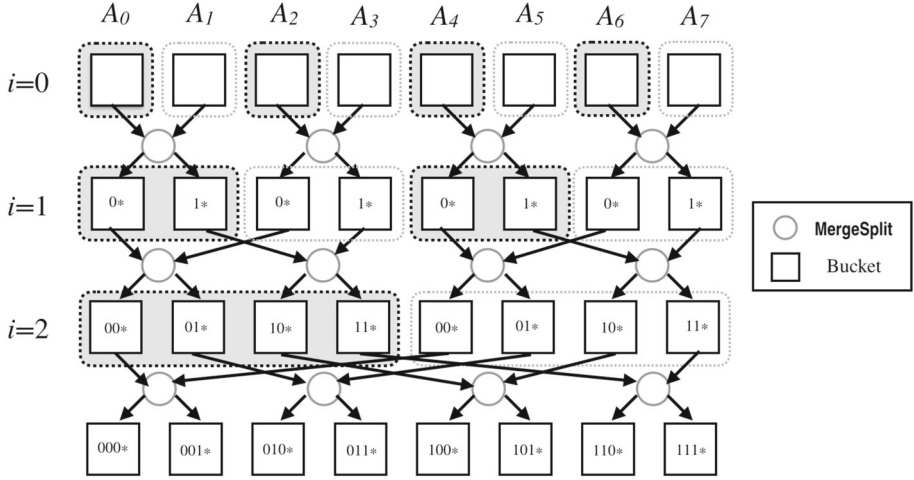 A0 A1 A2 A3 A4 A5 A6 A7
i=0
i=1 0* 1* 0* 1* 0* 1* 0* 1*
MergeSplit
Bucket
i=2 00* 01* 10* 11* 00* 01* 10* 11*
000* 001* 010* 011* 100* 101* 110* 111*